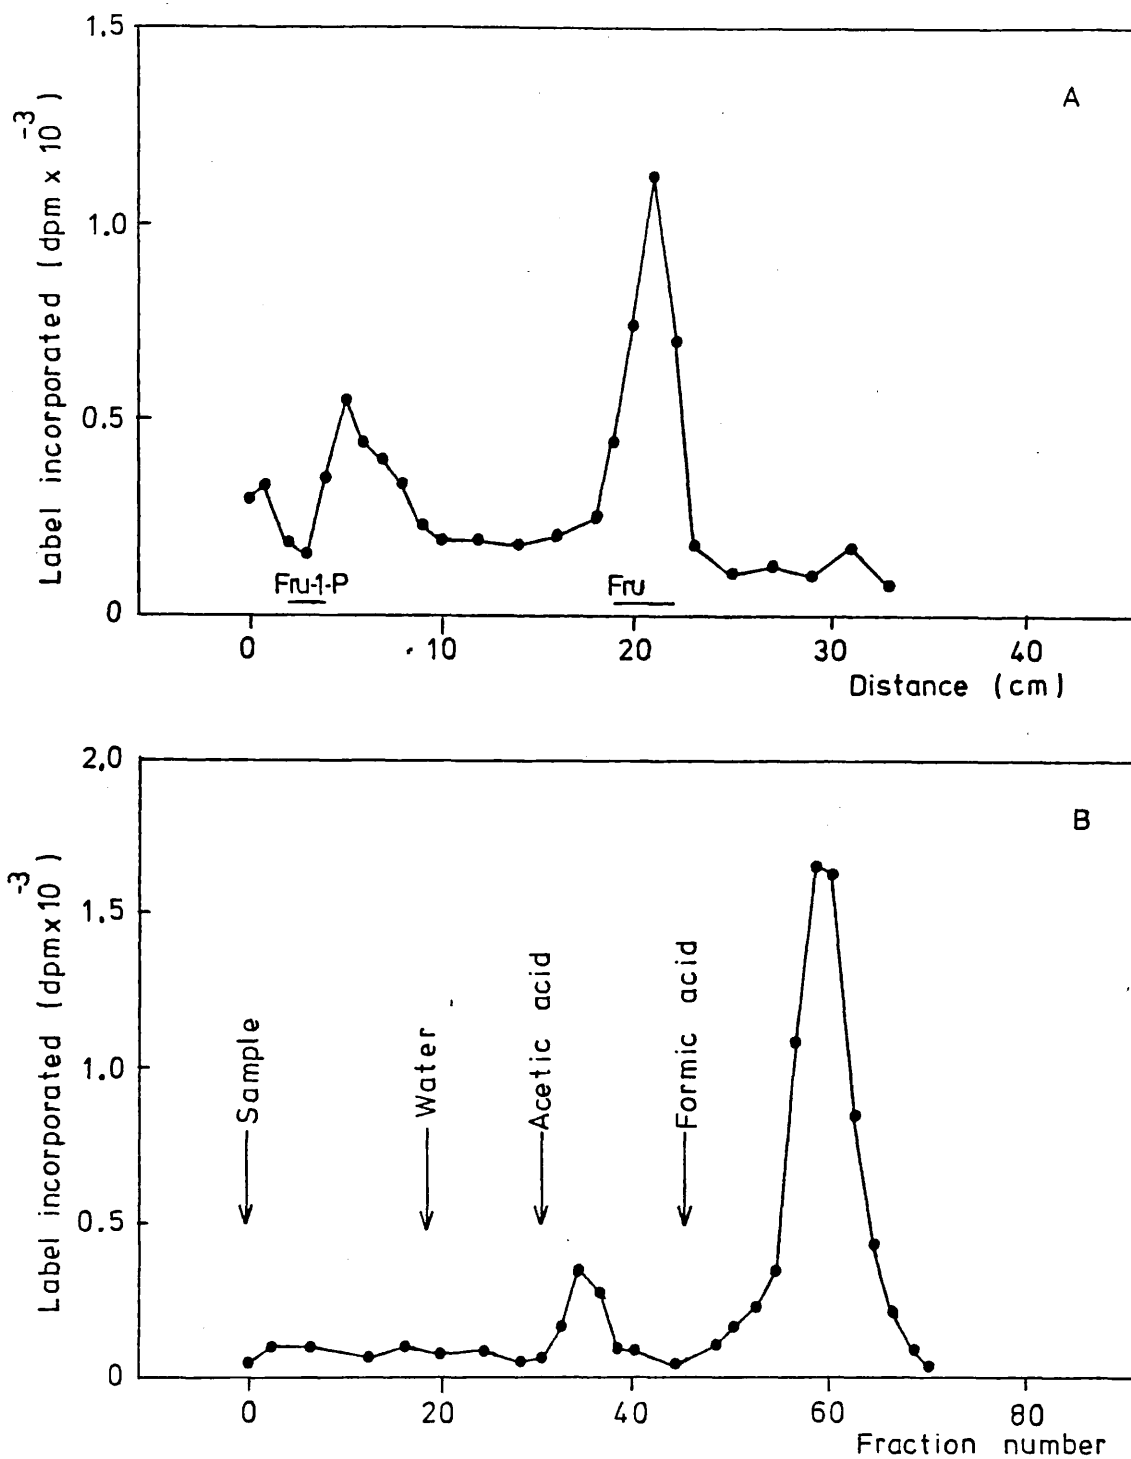 1.5
A
Label incorporated (dpm x 10⁻³)
1.0
0.5
Fru-1-P
Fru
0
0
10
20
30
40
Distance (cm)
2.0
B
Label incorporated (dpm x 10⁻³)
1.5
Sample
Water
Acetic acid
Formic acid
1.0
0.5
0
0
20
40
60
80
Fraction number